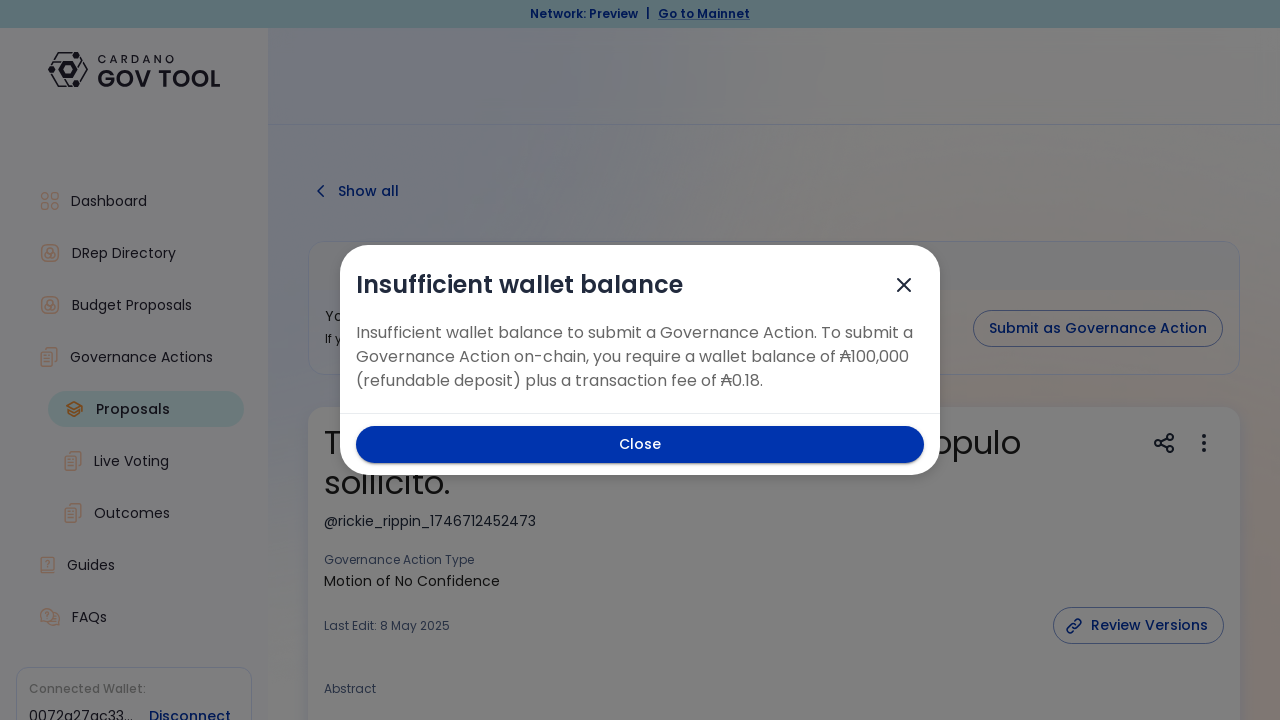 Network: Preview | Go to Mainnet
CARDANO
GOV TOOL
Dashboard
DRep Directory
Budget Proposals
Governance Actions
Proposals
Live Voting
Outcomes
Guides
FAQs
Connected Wallet:
0072a27ac33... Disconnect
Show all
Yo
If y
Submit as Governance Action
Insufficient wallet balance
Insufficient wallet balance to submit a Governance Action. To submit a
Governance Action on-chain, you require a wallet balance of ₳100,000
(refundable deposit) plus a transaction fee of ₳0.18.
Close
sollicito.
@rickie_rippin_1746712452473
Governance Action Type
Motion of No Confidence
Last Edit: 8 May 2025
Review Versions
Abstract